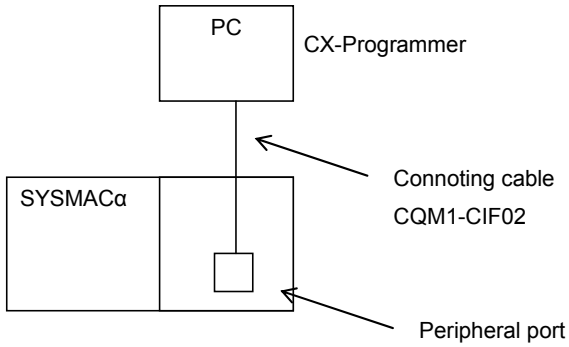 PC
CX-Programmer
Connoting cable
CQM1-CIF02
SYSMACα
Peripheral port